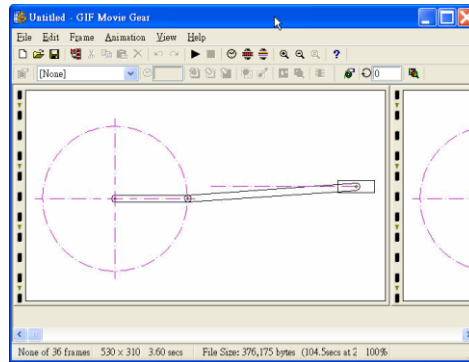 Untitled - GIF Movie Gear
File Edit Frame Animation View Help
[None] 0
None of 36 frames 530 × 310 3.60 secs File Size: 376,175 bytes (104.5secs at 2 100%